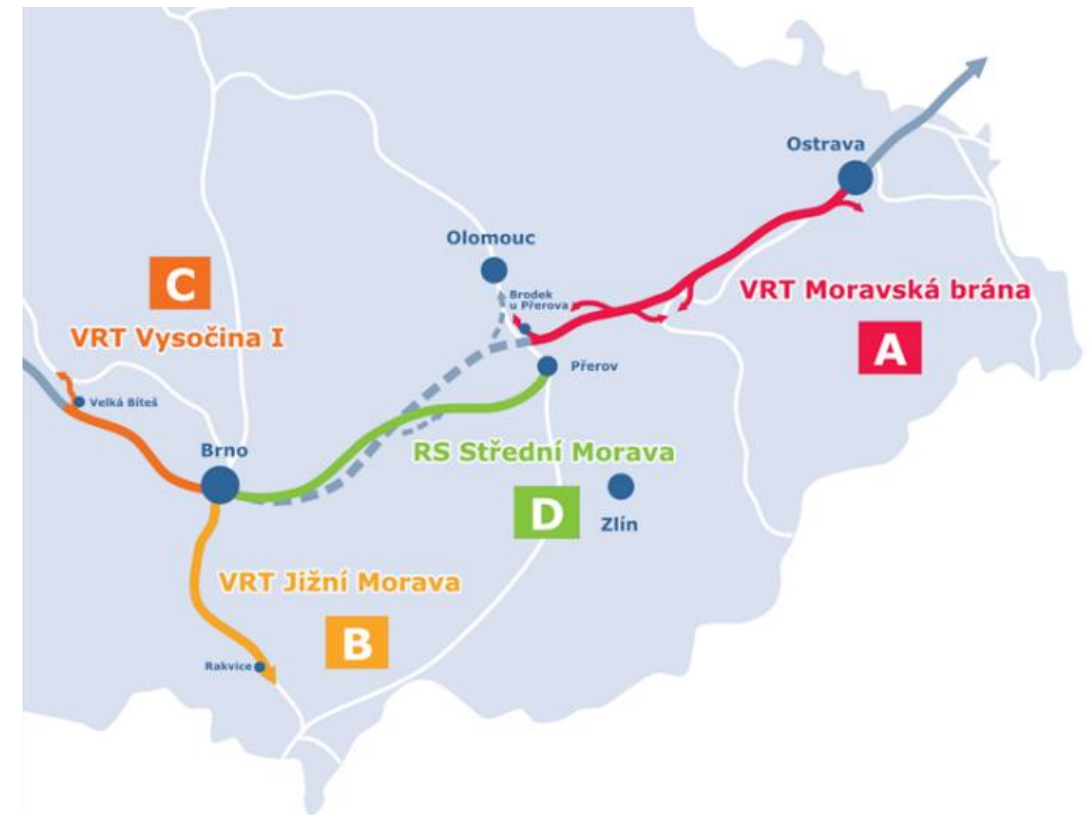 Ostrava
Olomouc
C
Brodek
u Přerova
VRT Moravská brána
VRT Vysočina I
A
Přerov
Velká Bíteš
Brno
RS Střední Morava
D
Zlín
VRT Jižní Morava
B
Rakvice